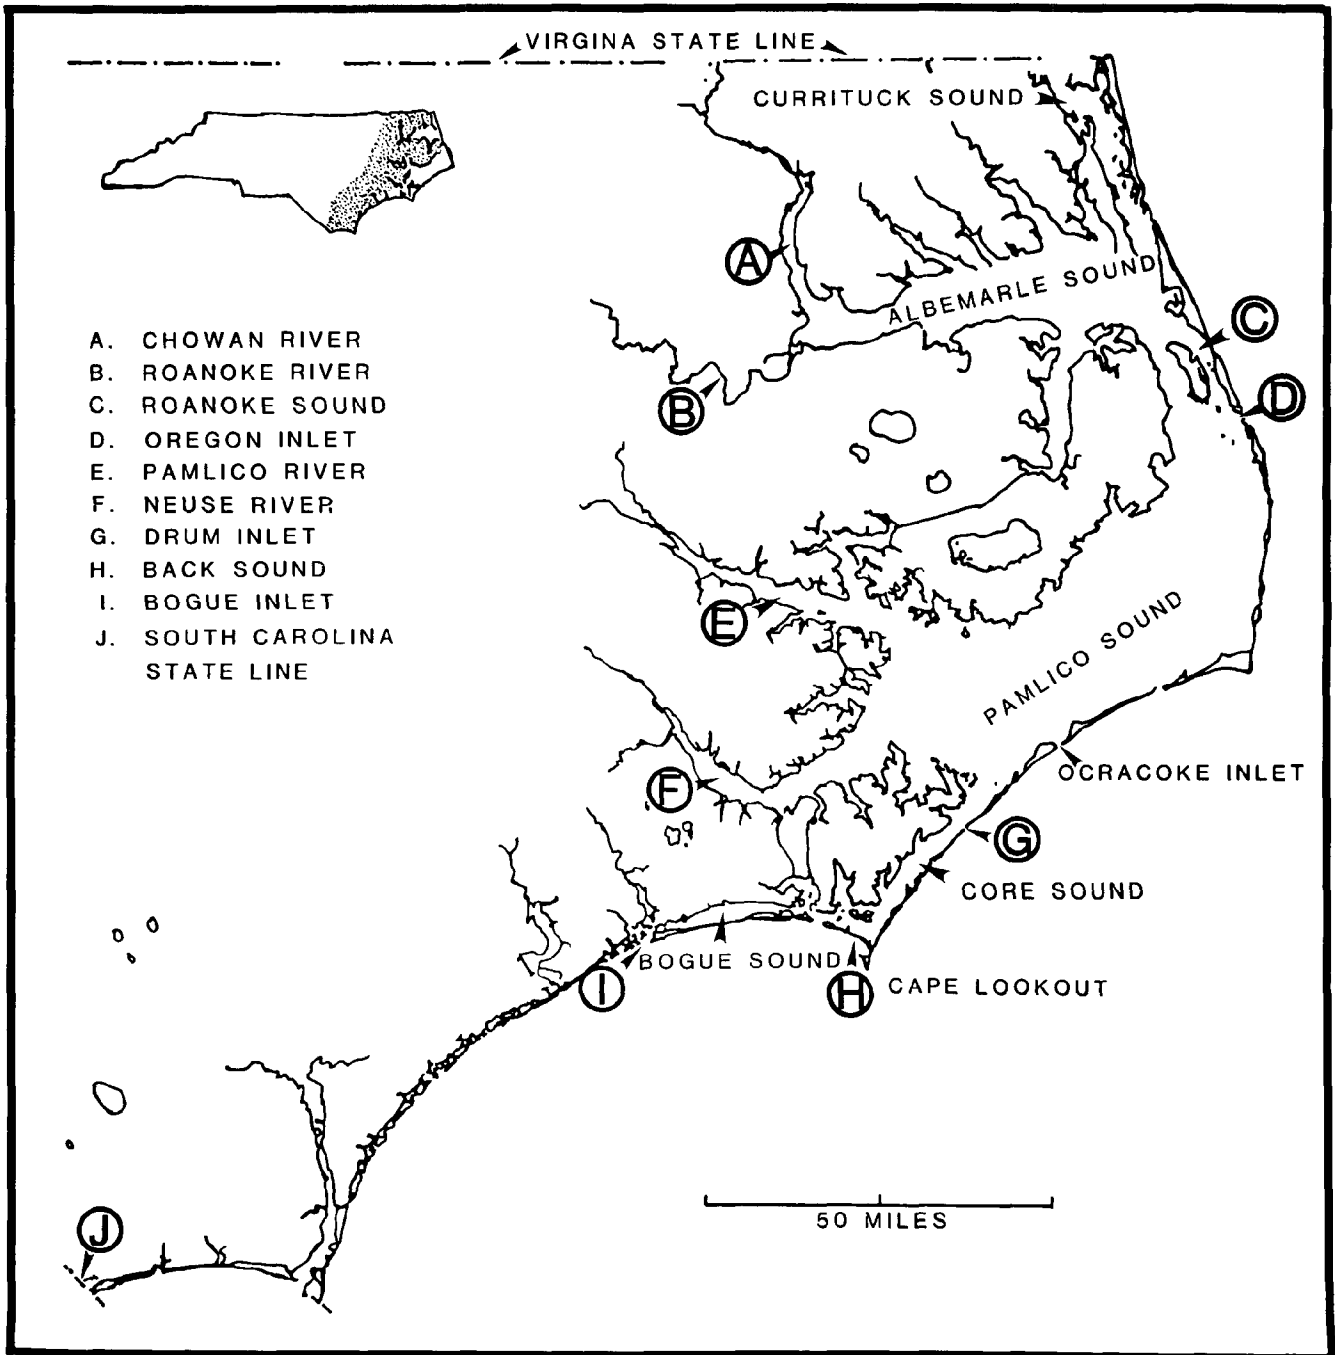 VIRGINA STATE LINE
CURRITUCK SOUND
A
ALBEMARLE SOUND
C
A. CHOWAN RIVER
B. ROANOKE RIVER
C. ROANOKE SOUND
D. OREGON INLET
E. PAMLICO RIVER
F. NEUSE RIVER
G. DRUM INLET
H. BACK SOUND
I. BOGUE INLET
J. SOUTH CAROLINA
STATE LINE
B
D
E
PAMLICO SOUND
F
OCRACOKE INLET
G
CORE SOUND
BOGUE SOUND
I
H
CAPE LOOKOUT
50 MILES
J